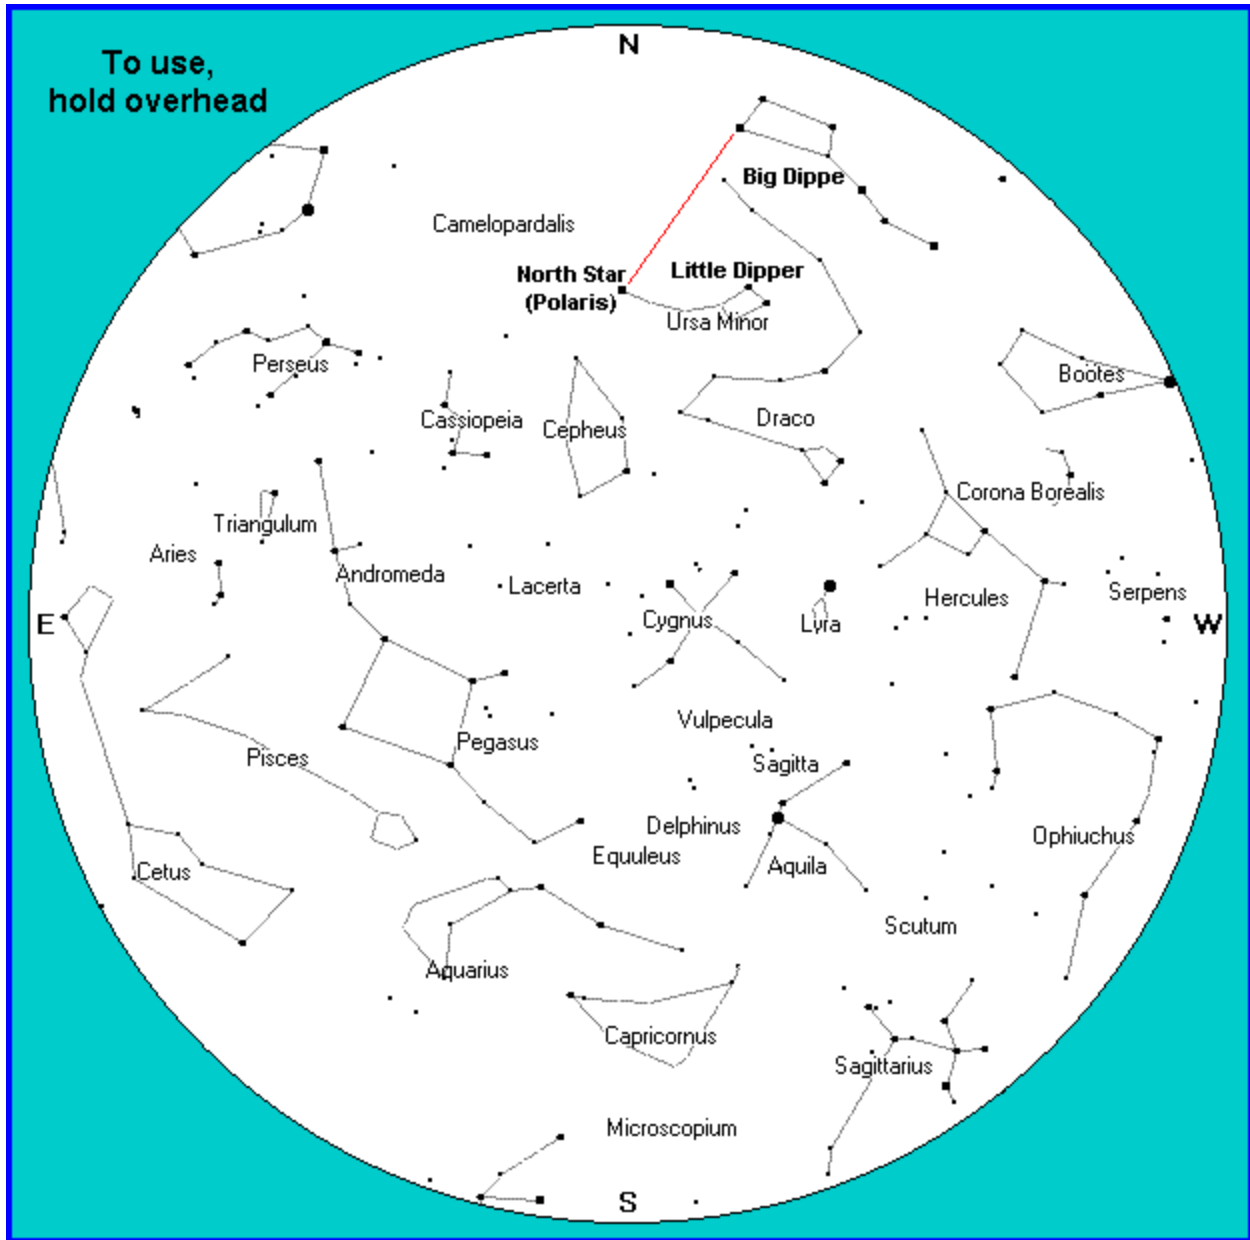 To use,
hold overhead
N
Big Dippe
Camelopardalis
North Star
(Polaris)
Little Dipper
Ursa Minor
Perseus
Bootes
Cassiopeia
Cepheus
Draco
Corona Borealis
Triangulum
Aries
Andromeda
Lacerta
Hercules
Serpens
E
Cygnus
Lyra
W
Vulpecula
Pegasus
Pisces
Sagitta
Delphinus
Equuleus
Aquila
Ophiuchus
Cetus
Scutum
Aquarius
Capricornus
Sagittarius
Microscopium
S